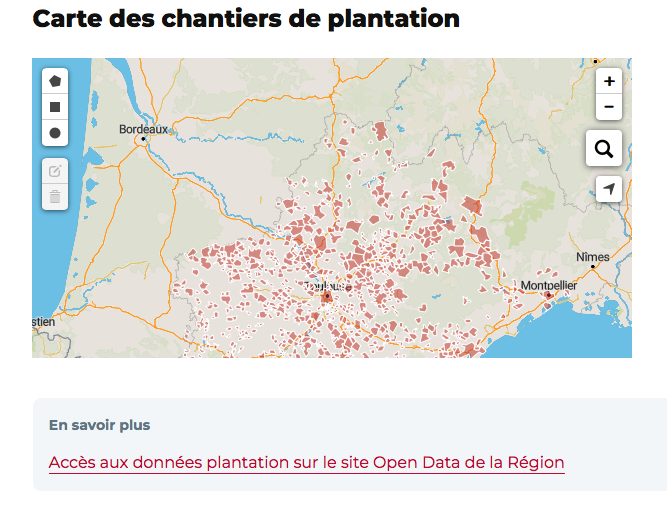 Carte des chantiers de plantation
+
−
Bordeaux
Nîmes
Toulouse
Montpellier
stien
En savoir plus
Accès aux données plantation sur le site Open Data de la Région